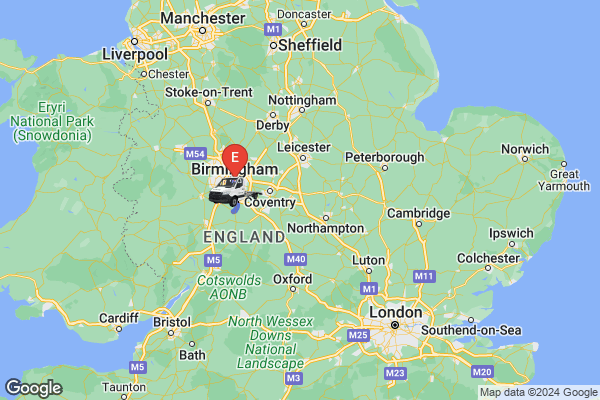 Doncaster
Manchester
M1
Liverpool
Sheffield
Chester
Eryri
National Park
(Snowdonia)
Stoke-on-Trent
Nottingham
Derby
M54
E
Leicester
Birmingham
Peterborough
Norwich
Great
Yarmouth
Coventry
Cambridge
Northampton
ENGLAND
Ipswich
M5
M40
Luton
M11
Colchester
Cotswolds
AONB
Oxford
M1
Cardiff
London
Bristol
North Wessex
Downs
National
Landscape
M25
Southend-on-Sea
Bath
M5
M3
M23
M20
Taunton
Google
Google
Map data ©2024 Google